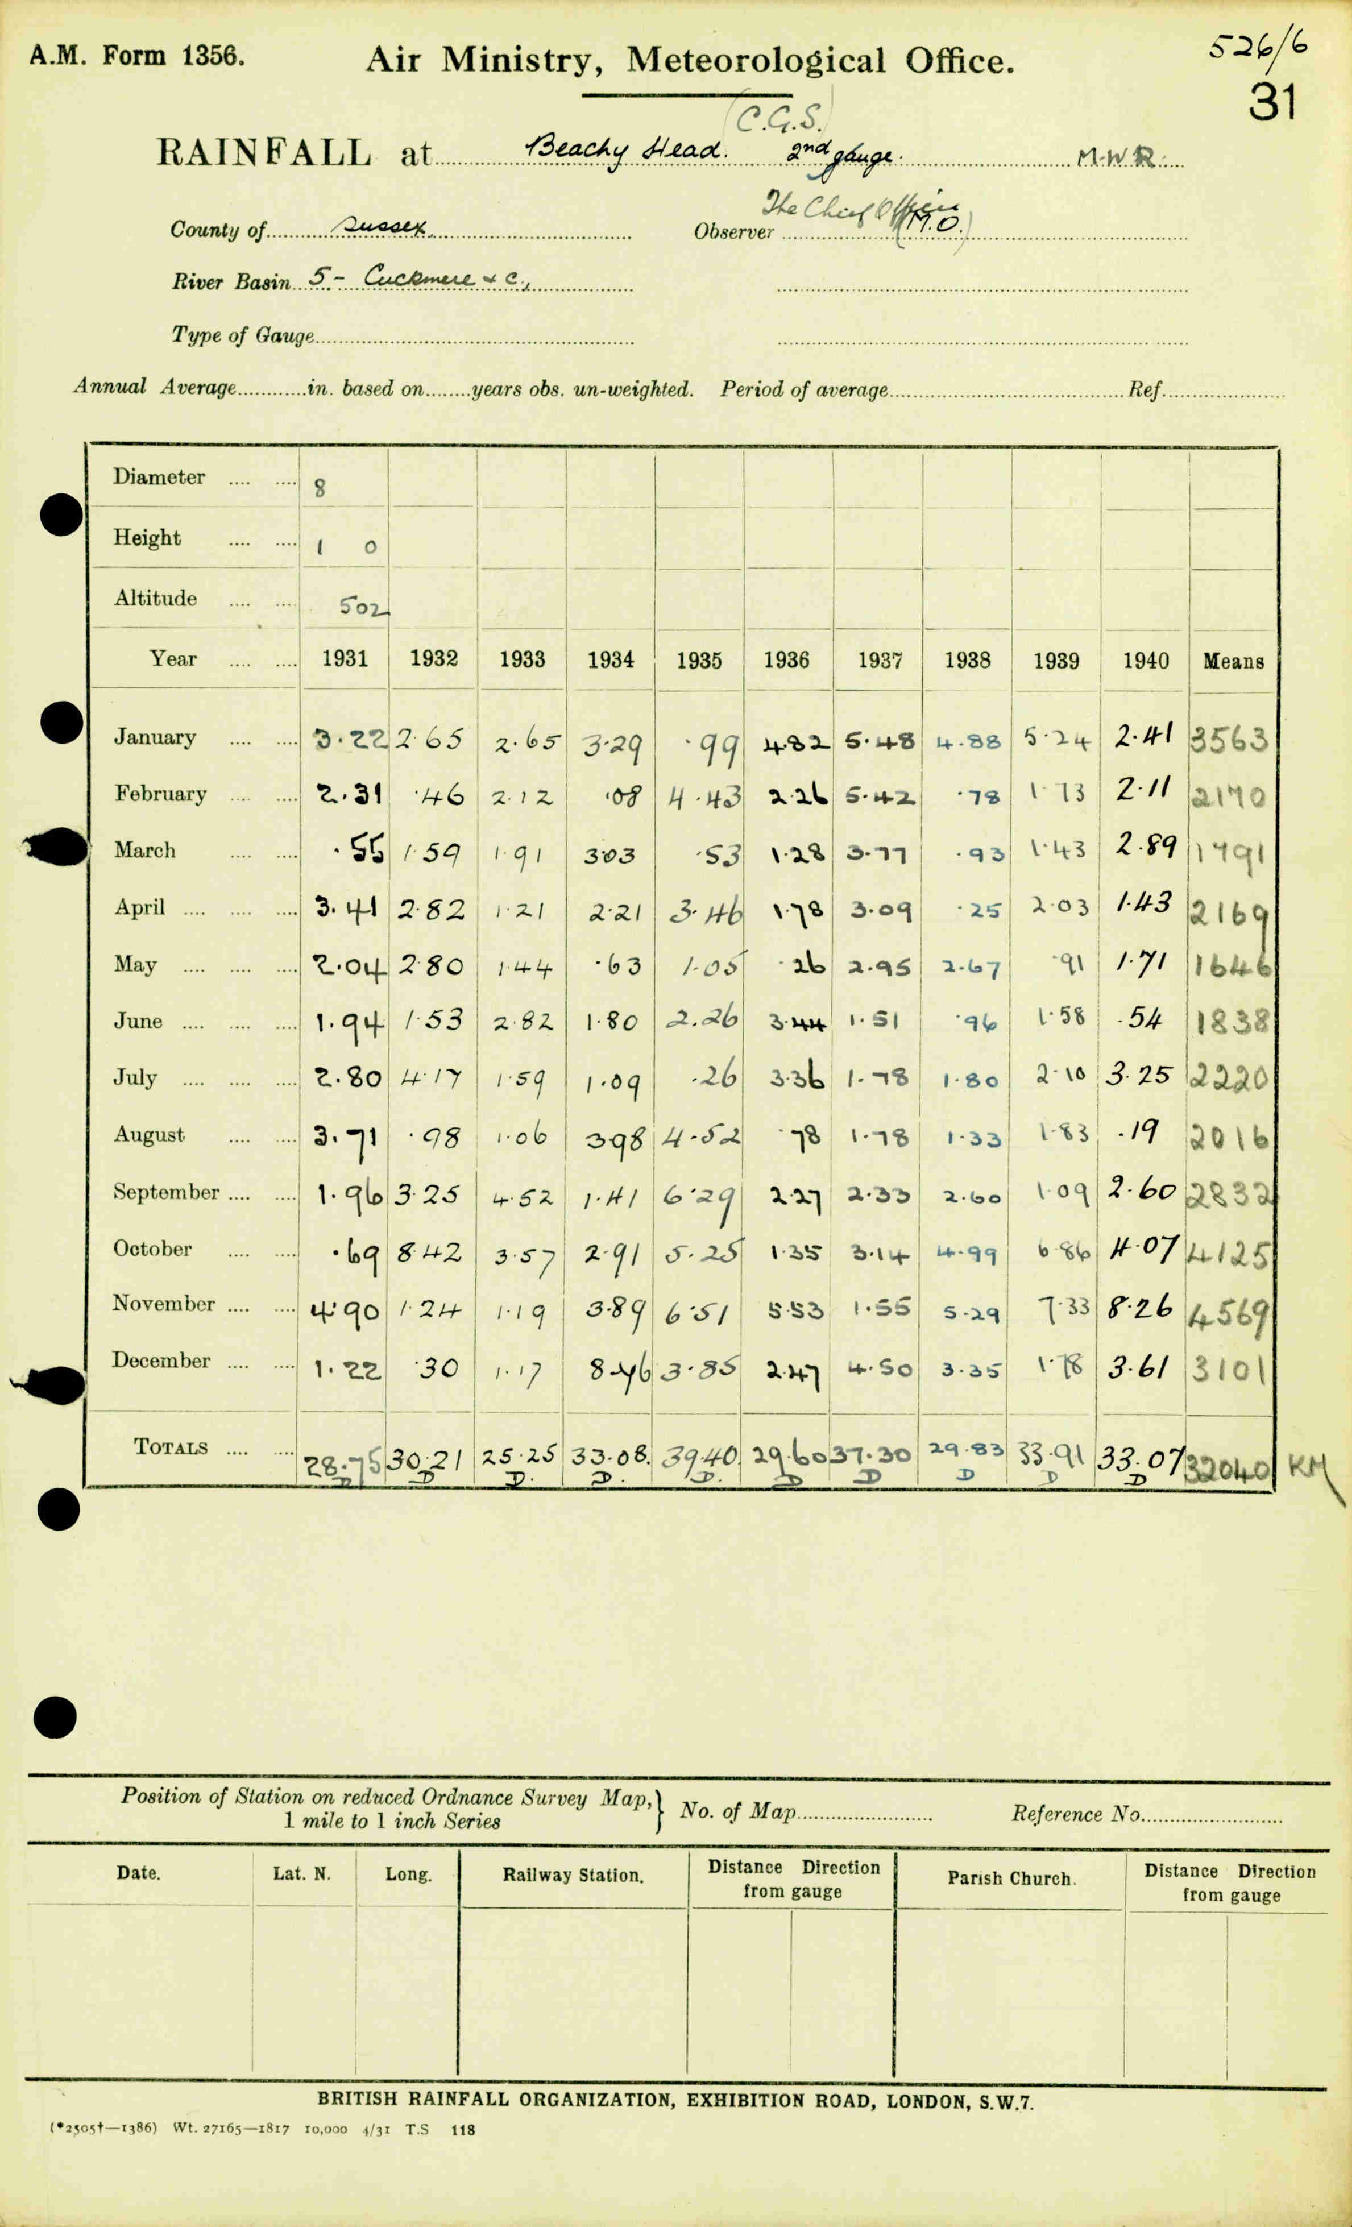 A.M. Form 1356. Air Ministry, Meteorological Office. 526/6
31
(C.G.S.)
RAINFALL at Beachy Head. 2nd gauge. M.W.R.
The Chief Officer
County of Sussex. Observer (M.O.)
River Basin 5 - Cuckmere & c.,
Type of Gauge
Annual Average in. based on years obs. un-weighted. Period of average Ref.
Diameter 8
Height 1 0
Altitude 502
Year 1931 1932 1933 1934 1935 1936 1937 1938 1939 1940 Means
January 3.22 2.65 2.65 3.29 .99 4.82 5.48 4.88 5.24 2.41 3563
February 2.31 .46 2.12 .08 4.43 2.26 5.42 .78 1.73 2.11 2170
March .55 1.59 1.91 3.03 .53 1.28 3.77 .93 1.43 2.89 1791
April 3.41 2.82 1.21 2.21 3.46 1.78 3.09 .25 2.03 1.43 2169
May 2.04 2.80 1.44 .63 1.05 .26 2.95 2.67 .91 1.71 1646
June 1.94 1.53 2.82 1.80 2.26 3.44 1.51 .96 1.58 .54 1838
July 2.80 4.17 1.59 1.09 .26 3.36 1.78 1.80 2.10 3.25 2220
August 3.71 .98 1.06 3.98 4.52 .78 1.78 1.33 1.83 .19 2016
September 1.96 3.25 4.52 1.41 6.29 2.27 2.33 2.60 1.09 2.60 2832
October .69 8.42 3.57 2.91 5.25 1.35 3.14 4.99 6.86 4.07 4125
November 4.90 1.24 1.19 3.89 6.51 5.53 1.55 5.29 7.33 8.26 4569
December 1.22 .30 1.17 8.76 3.85 2.47 4.50 3.35 1.78 3.61 3101
TOTALS 28.75 30.21 25.25 33.08. 39.40. 29.60 37.30 29.83 33.91 33.07 32040 KM
D D D. D. D. D D D D D
Position of Station on reduced Ordnance Survey Map, } No. of Map Reference No.
1 mile to 1 inch Series
Date. Lat. N. Long. Railway Station. Distance Direction from gauge Parish Church. Distance Direction from gauge
BRITISH RAINFALL ORGANIZATION, EXHIBITION ROAD, LONDON, S.W.7.
(*2505†—1386) Wt. 27165—1817 10,000 4/31 T.S 118